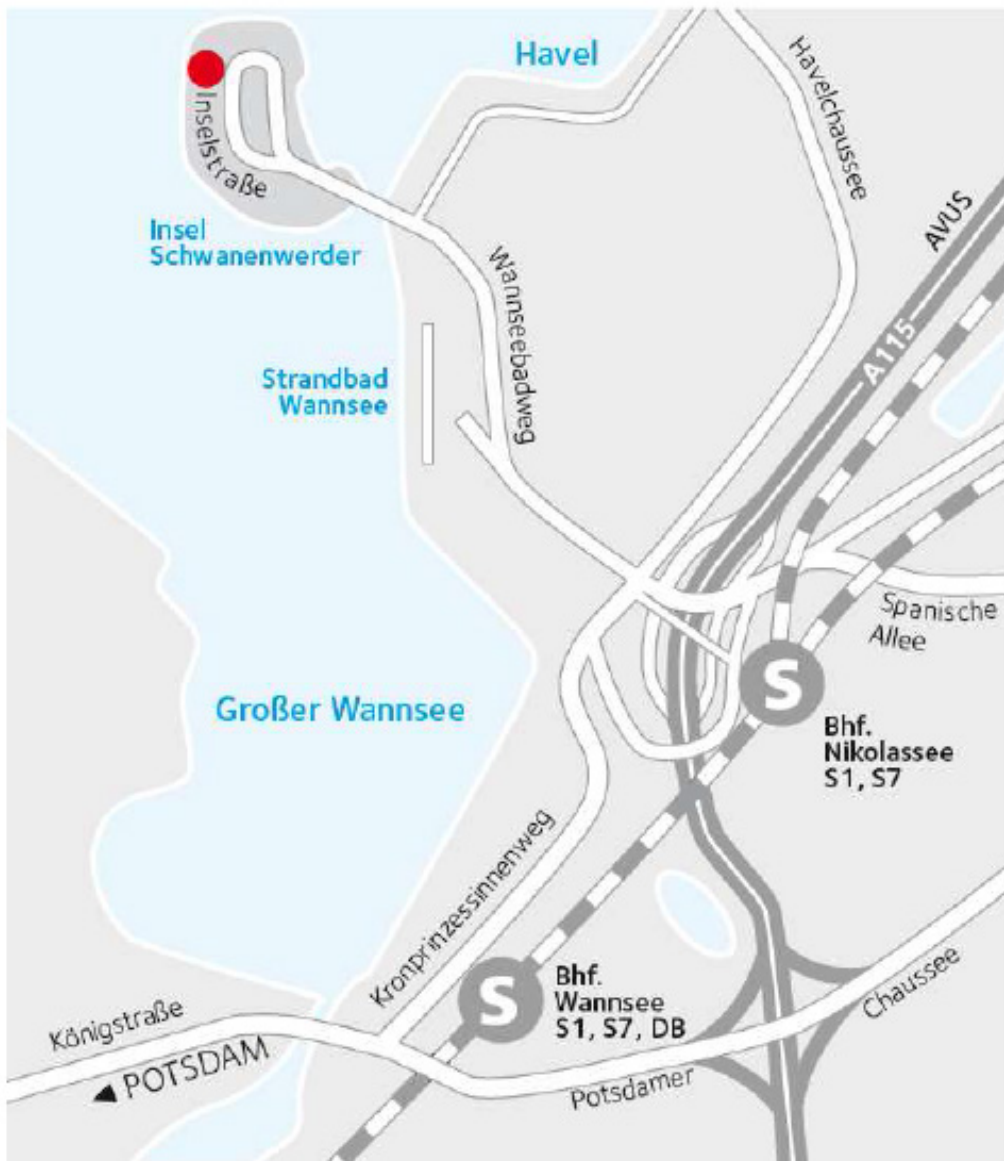 Havel
Havelchaussee
Inselstraße
AVUS
Insel
Schwanenwerder
Wannseebadweg
A115
Strandbad
Wannsee
Spanische
Allee
S
Großer Wannsee
Bhf.
Nikolassee
S1, S7
Kronprinzessinnenweg
S
Bhf.
Wannsee
S1, S7, DB
Chaussee
Königstraße
POTSDAM
Potsdamer